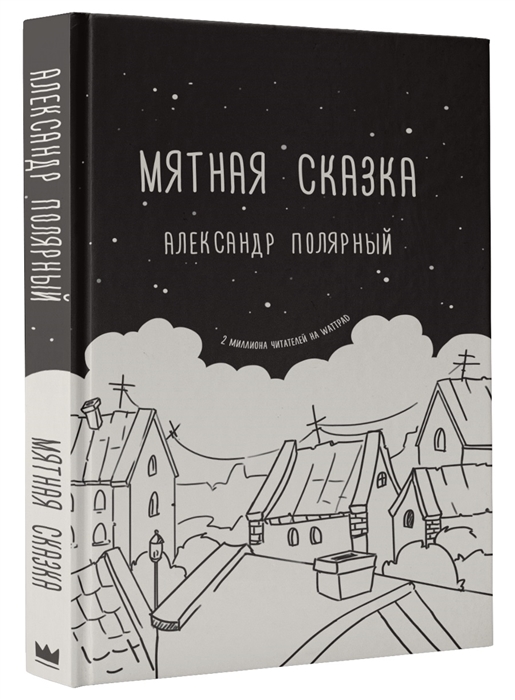 МЯТНАЯ СКАЗКА
АЛЕКСАНДР ПОЛЯРНЫЙ
2 МИЛЛИОНА ЧИТАТЕЛЕЙ НА WATTPAD
АЛЕКСАНДР ПОЛЯРНЫЙ
МЯТНАЯ СКАЗКА